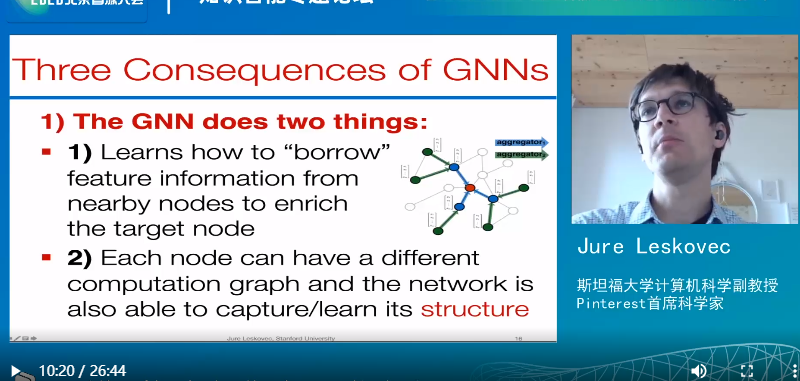 Three Consequences of GNNs
1) The GNN does two things:
1) Learns how to “borrow”
feature information from
nearby nodes to enrich
the target node
2) Each node can have a different
computation graph and the network is
also able to capture/learn its structure
aggregator
aggregator
Jure Leskovec, Stanford University
16
Jure Leskovec
斯坦福大学计算机科学副教授
Pinterest首席科学家
10:20 / 26:44